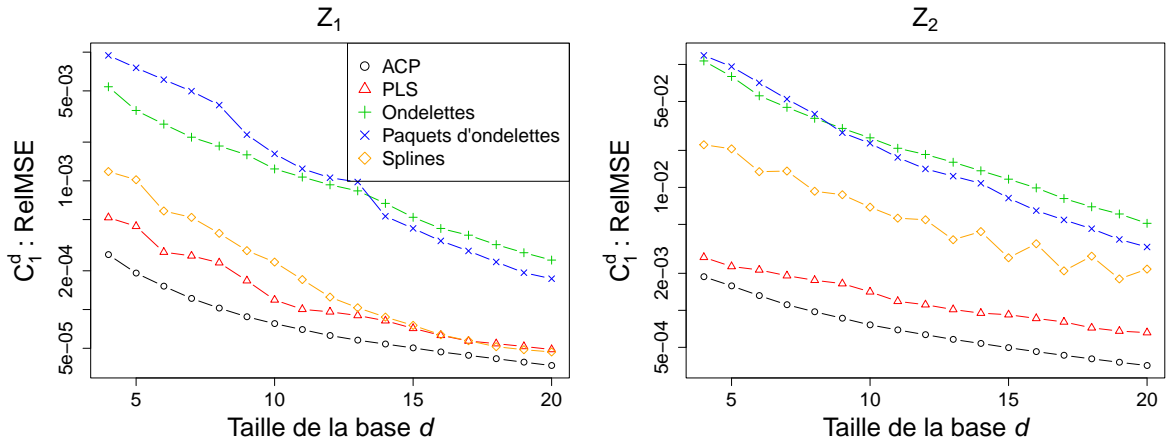 Z1
C1^d : RelMSE
5e-03
1e-03
2e-04
5e-05
ACP
PLS
Ondelettes
Paquets d'ondelettes
Splines
5 10 15 20
Taille de la base d
Z2
C1^d : RelMSE
5e-02
1e-02
2e-03
5e-04
5 10 15 20
Taille de la base d